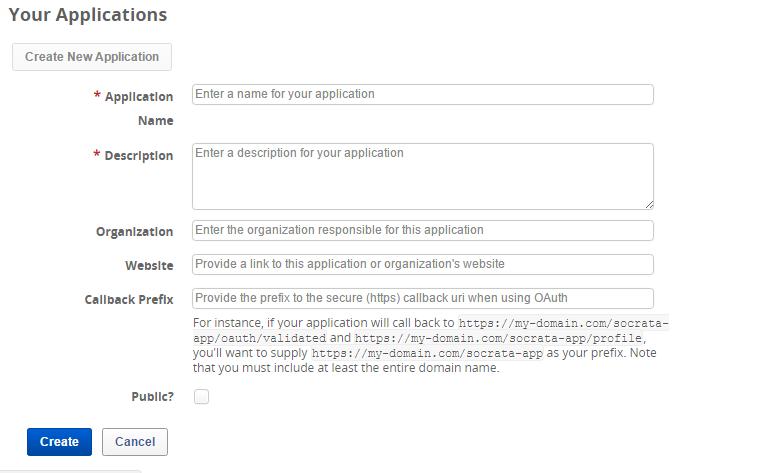 Your Applications
Create New Application
* Application
Name
Enter a name for your application
* Description
Enter a description for your application
Organization
Enter the organization responsible for this application
Website
Provide a link to this application or organization's website
Callback Prefix
Provide the prefix to the secure (https) callback uri when using OAuth
For instance, if your application will call back to https://my-domain.com/socrata-
app/oauth/validated and https://my-domain.com/socrata-app/profile,
you'll want to supply https://my-domain.com/socrata-app as your prefix. Note
that you must include at least the entire domain name.
Public?
Create
Cancel